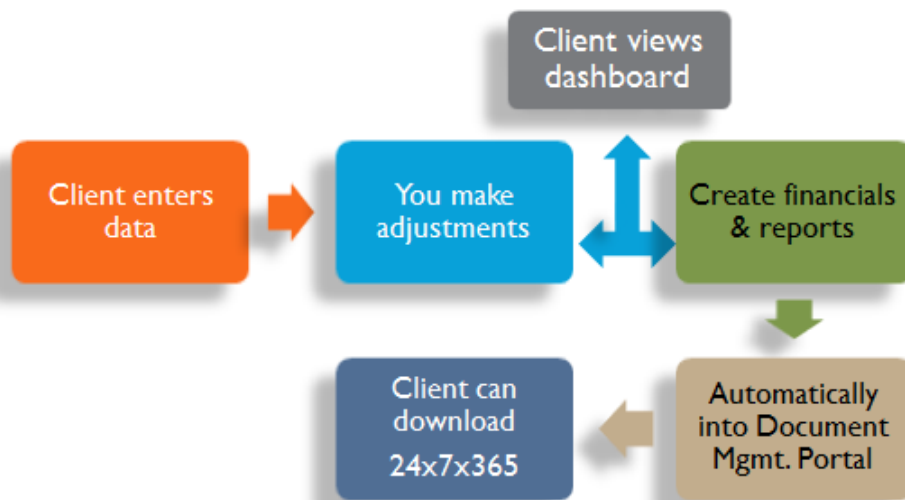 Client views
dashboard
Client enters
data
You make
adjustments
Create financials
& reports
Client can
download
24x7x365
Automatically
into Document
Mgmt. Portal